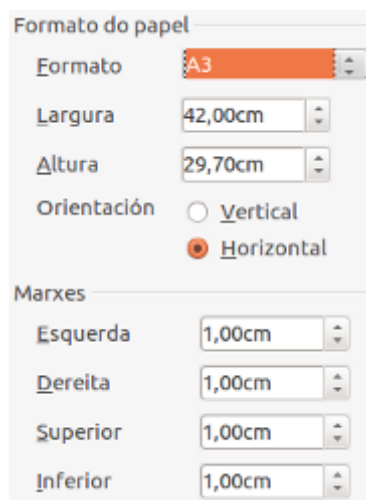 Formato do papel
Formato A3
Largura 42,00cm
Altura 29,70cm
Orientación Vertical
Horizontal
Marxes
Esquerda 1,00cm
Dereita 1,00cm
Superior 1,00cm
Inferior 1,00cm